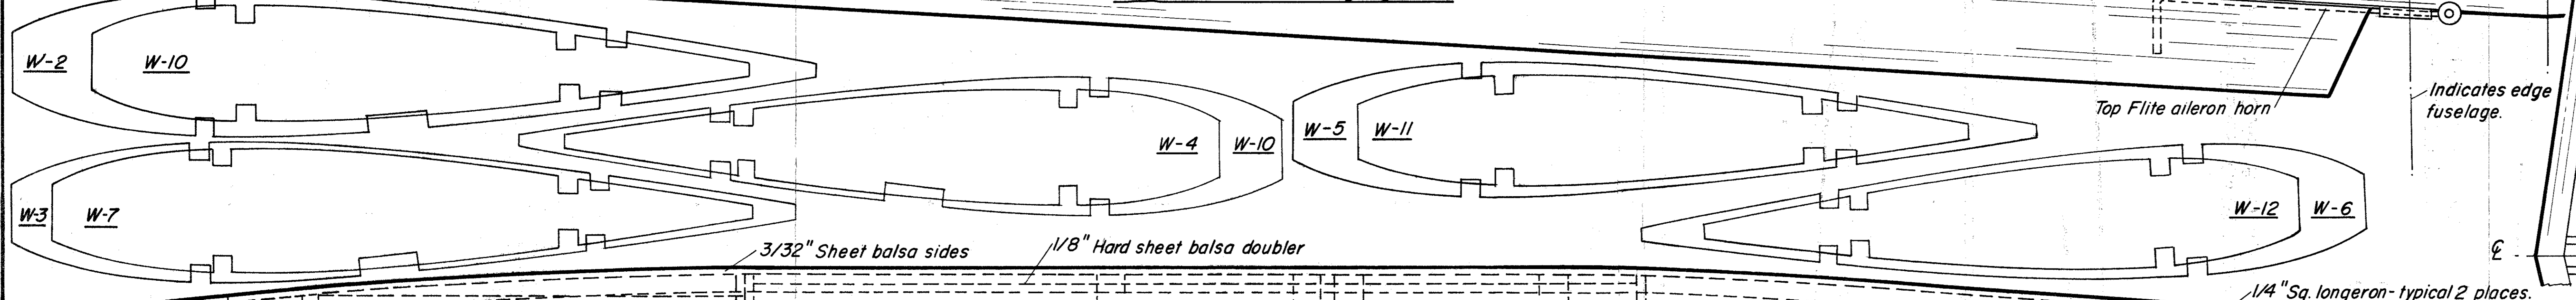 W-2
W-10
W-3
W-7
W-4
W-10
W-5
W-11
W-12
W-6
Top Flite aileron horn
Indicates edge
fuselage.
3/32" Sheet balsa sides
1/8" Hard sheet balsa doubler
℄
1/4" Sq. longeron- typical 2 places.